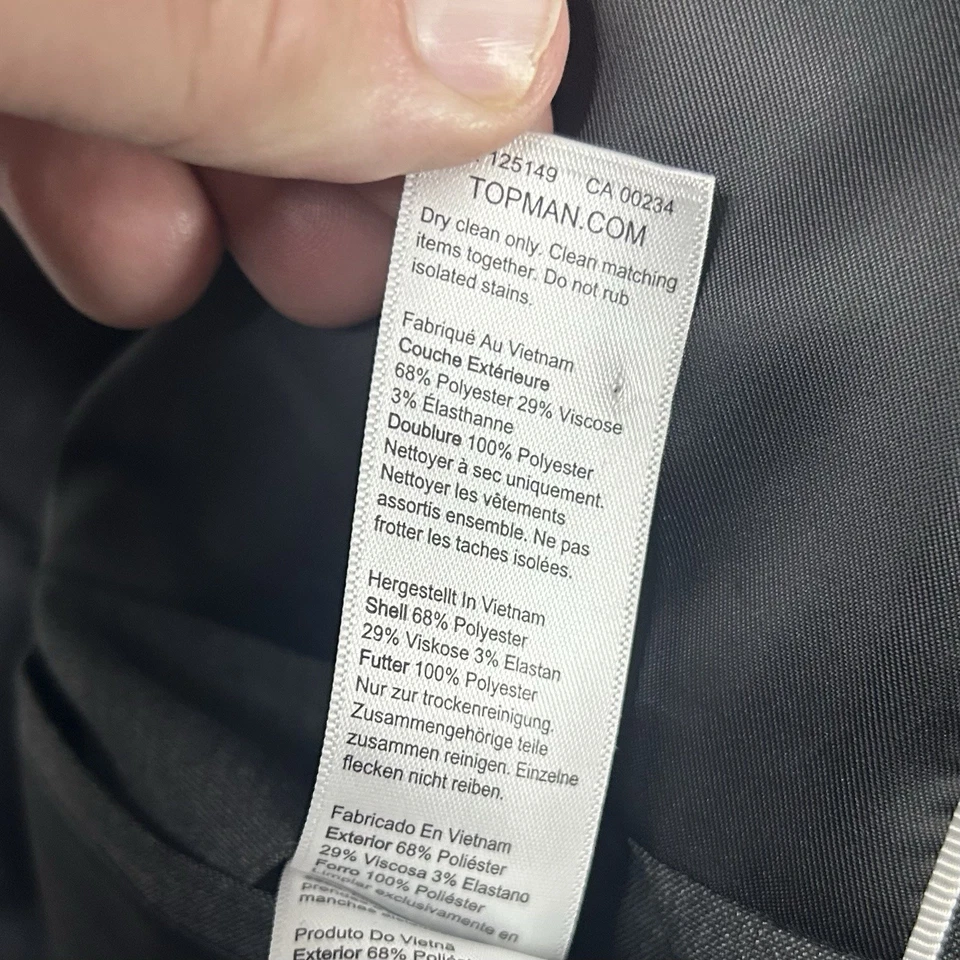 125149 CA 00234
TOPMAN.COM
Dry clean only. Clean matching
items together. Do not rub
isolated stains.
Fabriqué Au Vietnam
Couche Extérieure
68% Polyester 29% Viscose
3% Élasthanne
Doublure 100% Polyester
Nettoyer à sec uniquement.
Nettoyer les vêtements
assortis ensemble. Ne pas
frotter les taches isolées.
Hergestellt In Vietnam
Shell 68% Polyester
29% Viskose 3% Elastan
Futter 100% Polyester
Nur zur trockenreinigung.
Zusammengehörige teile
zusammen reinigen. Einzelne
flecken nicht reiben.
Fabricado En Vietnam
Exterior 68% Poliéster
29% Viscosa 3% Elastano
Forro 100% Poliéster
Limpiar exclusivamente en
Produto Do
Exterior 68%